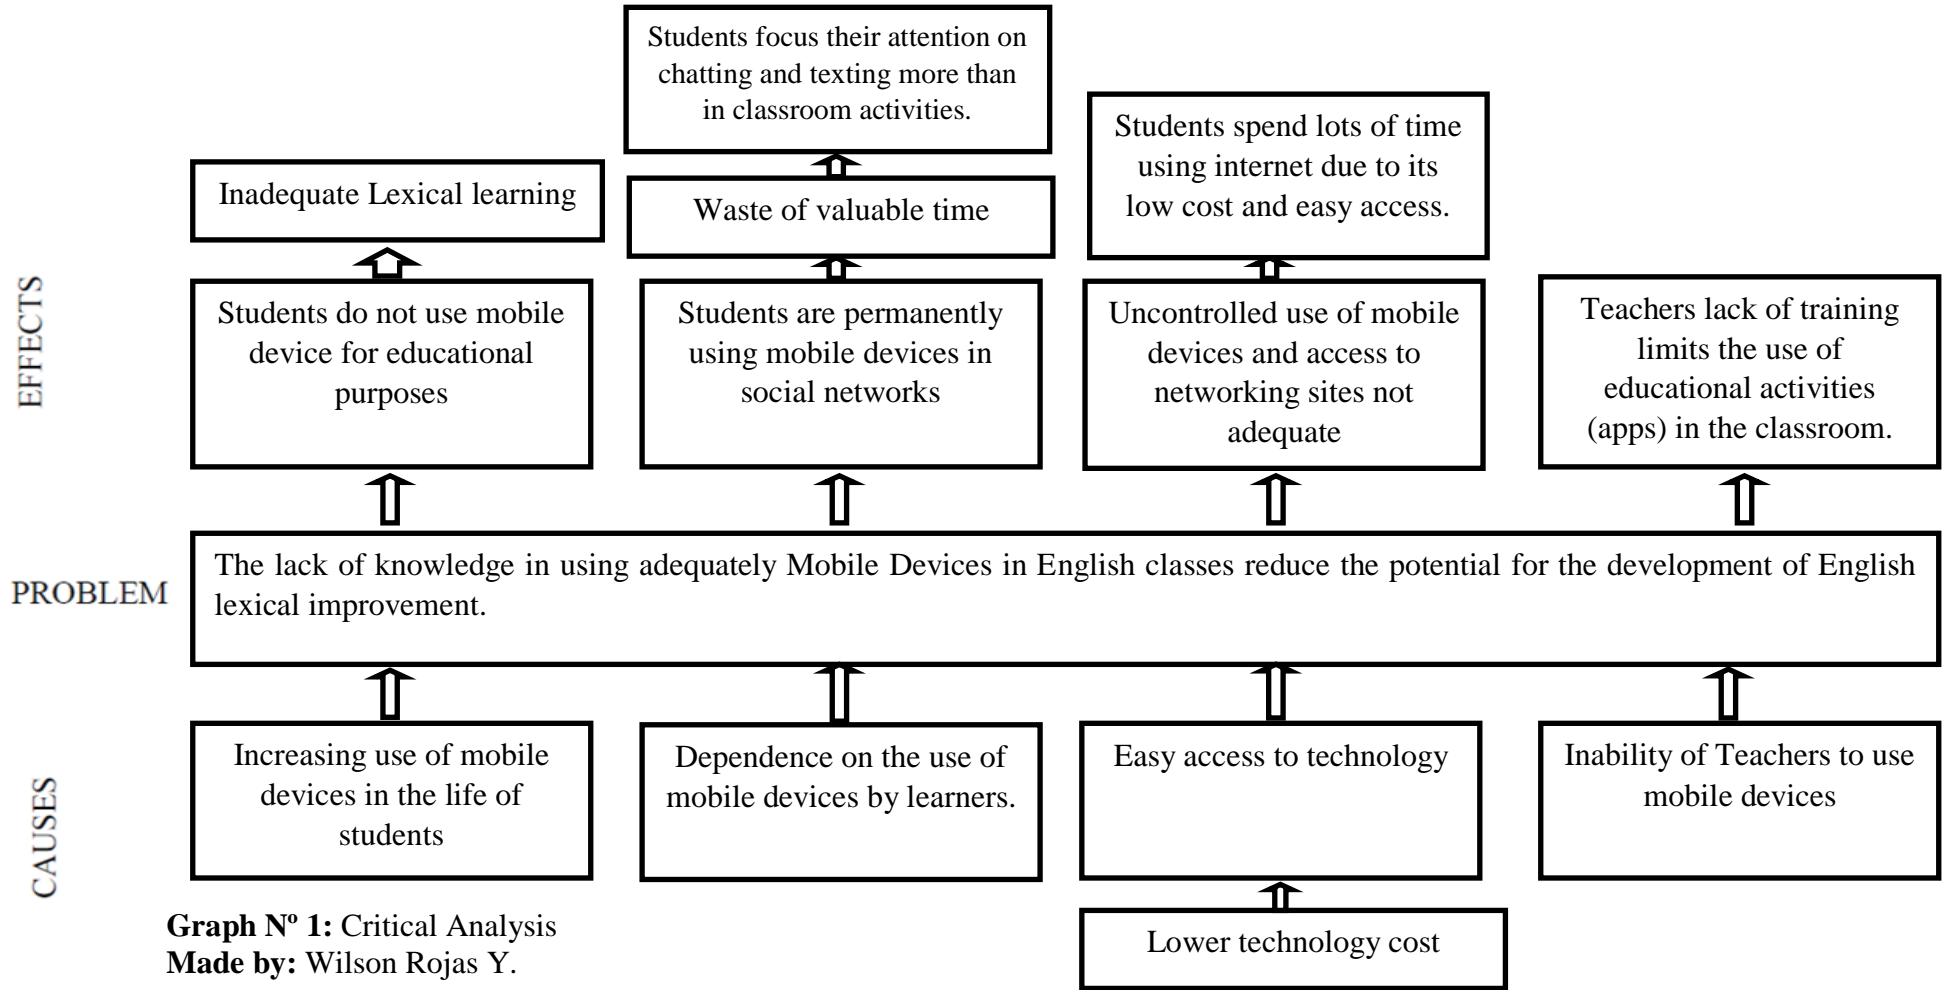 Students focus their attention on
chatting and texting more than
in classroom activities.
Students spend lots of time
using internet due to its
low cost and easy access.
Inadequate Lexical learning
Waste of valuable time
EFFECTS
Students do not use mobile
device for educational
purposes
Students are permanently
using mobile devices in
social networks
Uncontrolled use of mobile
devices and access to
networking sites not
adequate
Teachers lack of training
limits the use of
educational activities
(apps) in the classroom.
PROBLEM
The lack of knowledge in using adequately Mobile Devices in English classes reduce the potential for the development of English
lexical improvement.
CAUSES
Increasing use of mobile
devices in the life of
students
Dependence on the use of
mobile devices by learners.
Easy access to technology
Inability of Teachers to use
mobile devices
Lower technology cost
Graph Nº 1: Critical Analysis
Made by: Wilson Rojas Y.